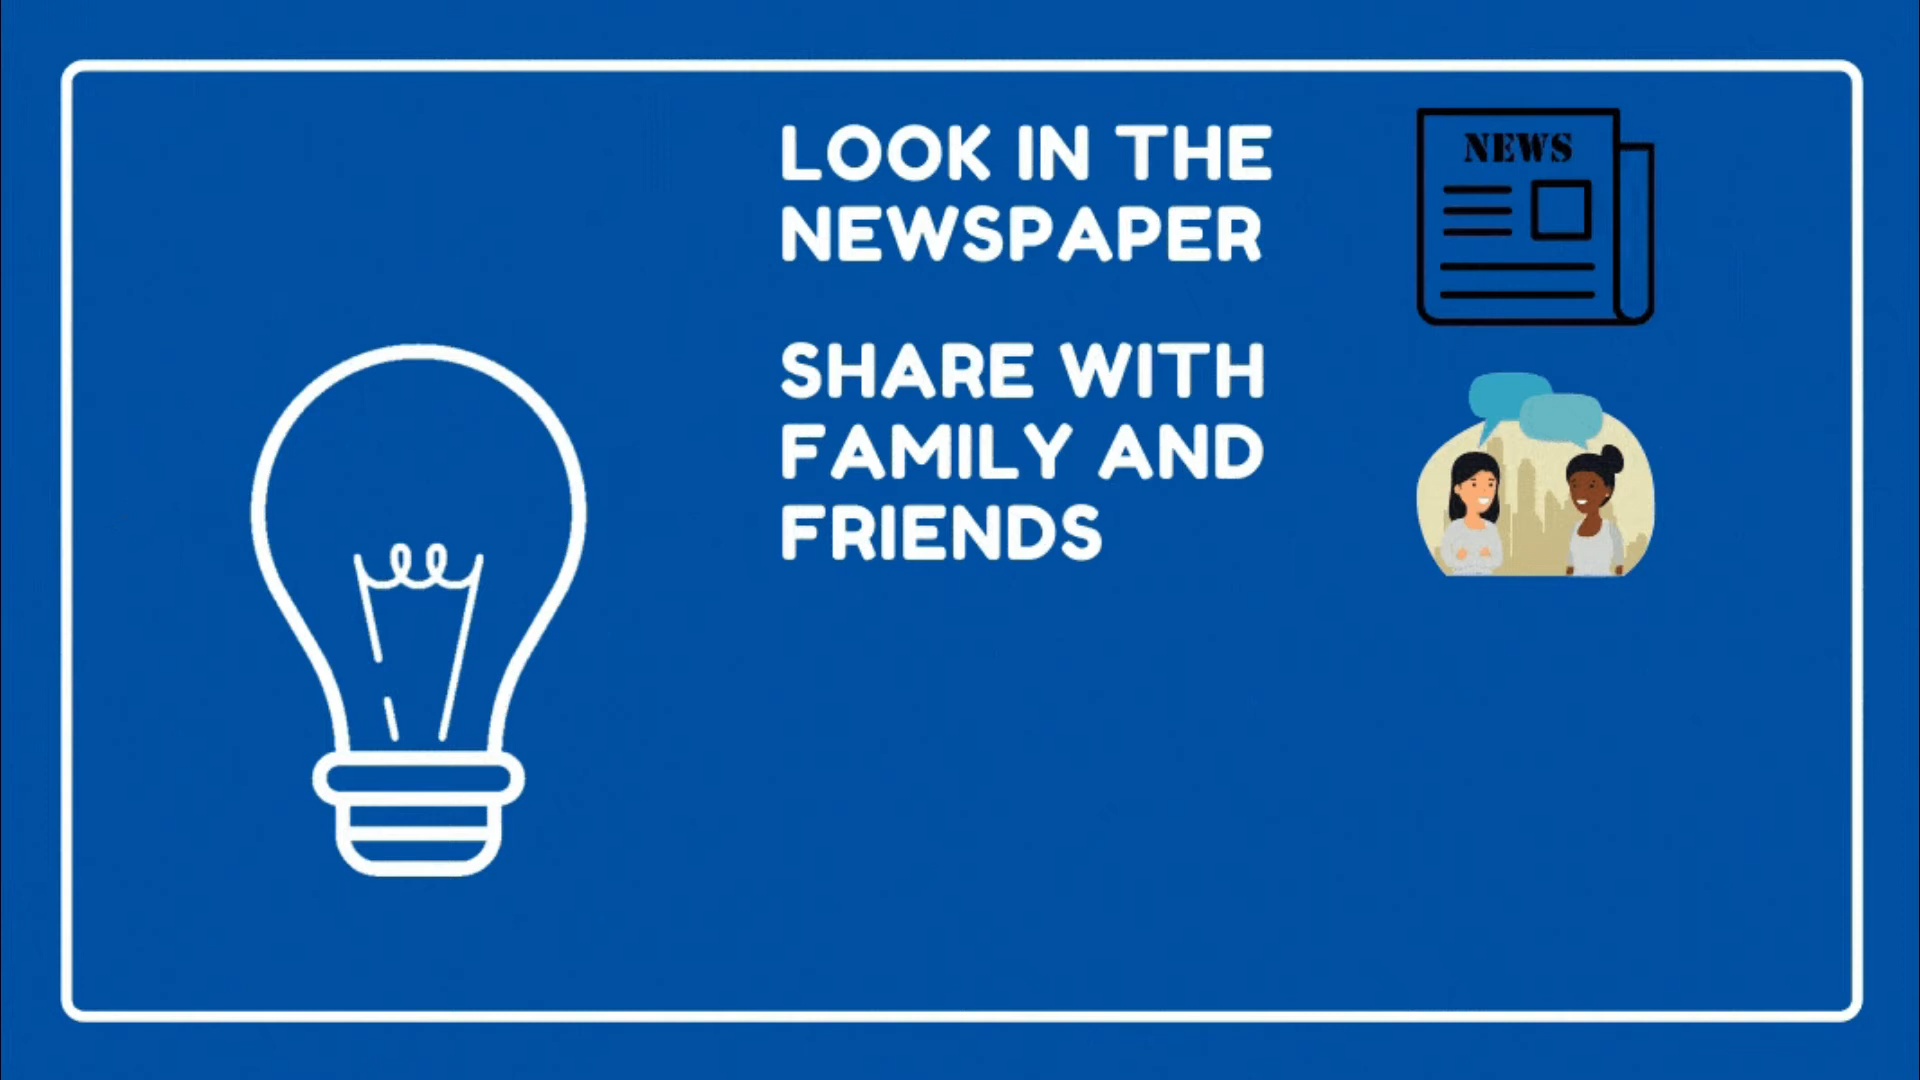 LOOK IN THE
NEWSPAPER
NEWS
SHARE WITH
FAMILY AND
FRIENDS